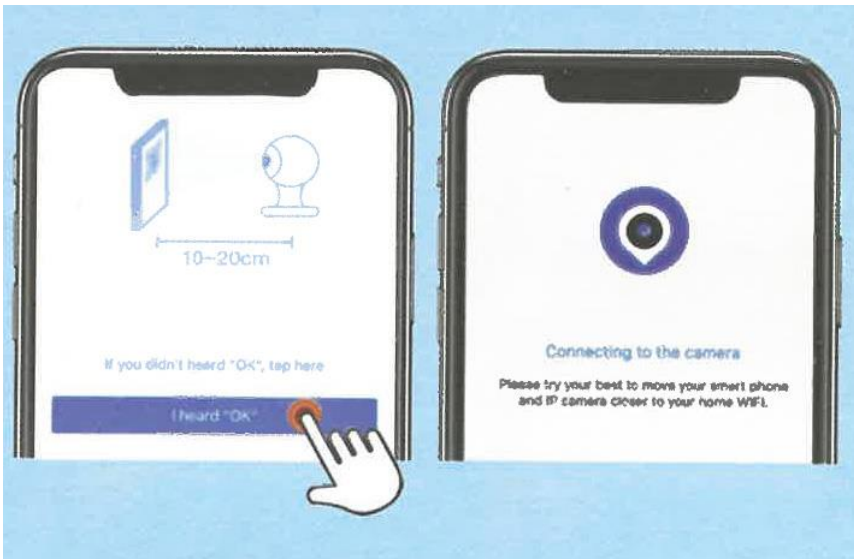 10~20cm
If you didn't heard "OK", tap here
I heard "OK"
Connecting to the camera
Please try your best to move your smart phone
and IP camera closer to your home WIFI.